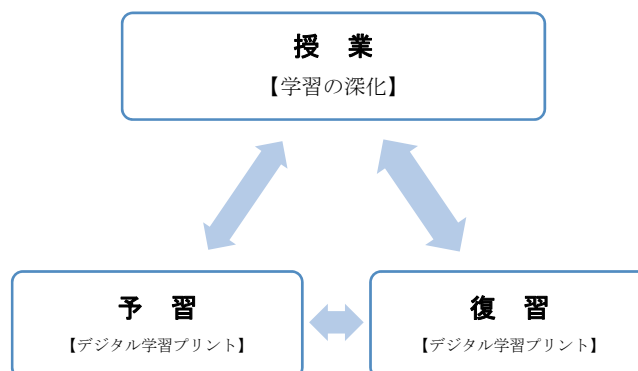 授　業
【学習の深化】
予　習
【デジタル学習プリント】
復　習
【デジタル学習プリント】